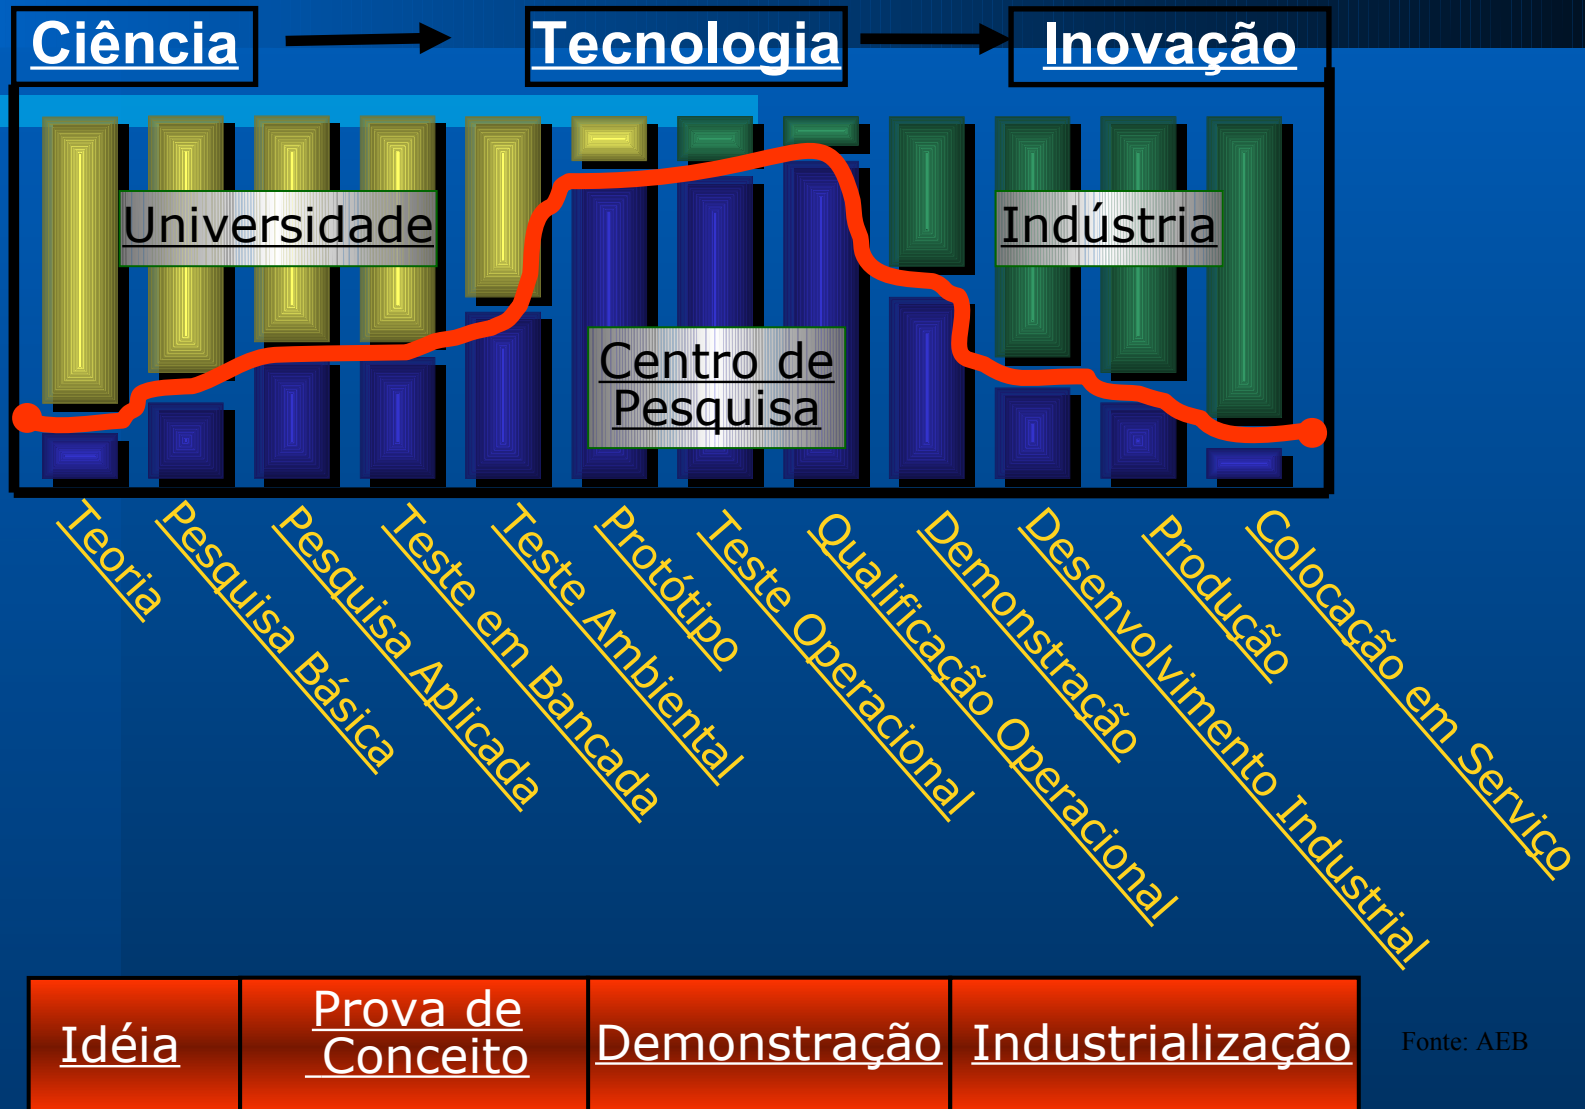 Ciência
Tecnologia
Inovação
Universidade
Indústria
Centro de
Pesquisa
Teoria
Pesquisa Básica
Pesquisa Aplicada
Teste em Bancada
Teste Ambiental
Protótipo
Teste Operacional
Qualificação Operacional
Demonstração
Desenvolvimento Industrial
Produção
Colocação em Serviço
Idéia
Prova de
Conceito
Demonstração
Industrialização
Fonte: AEB